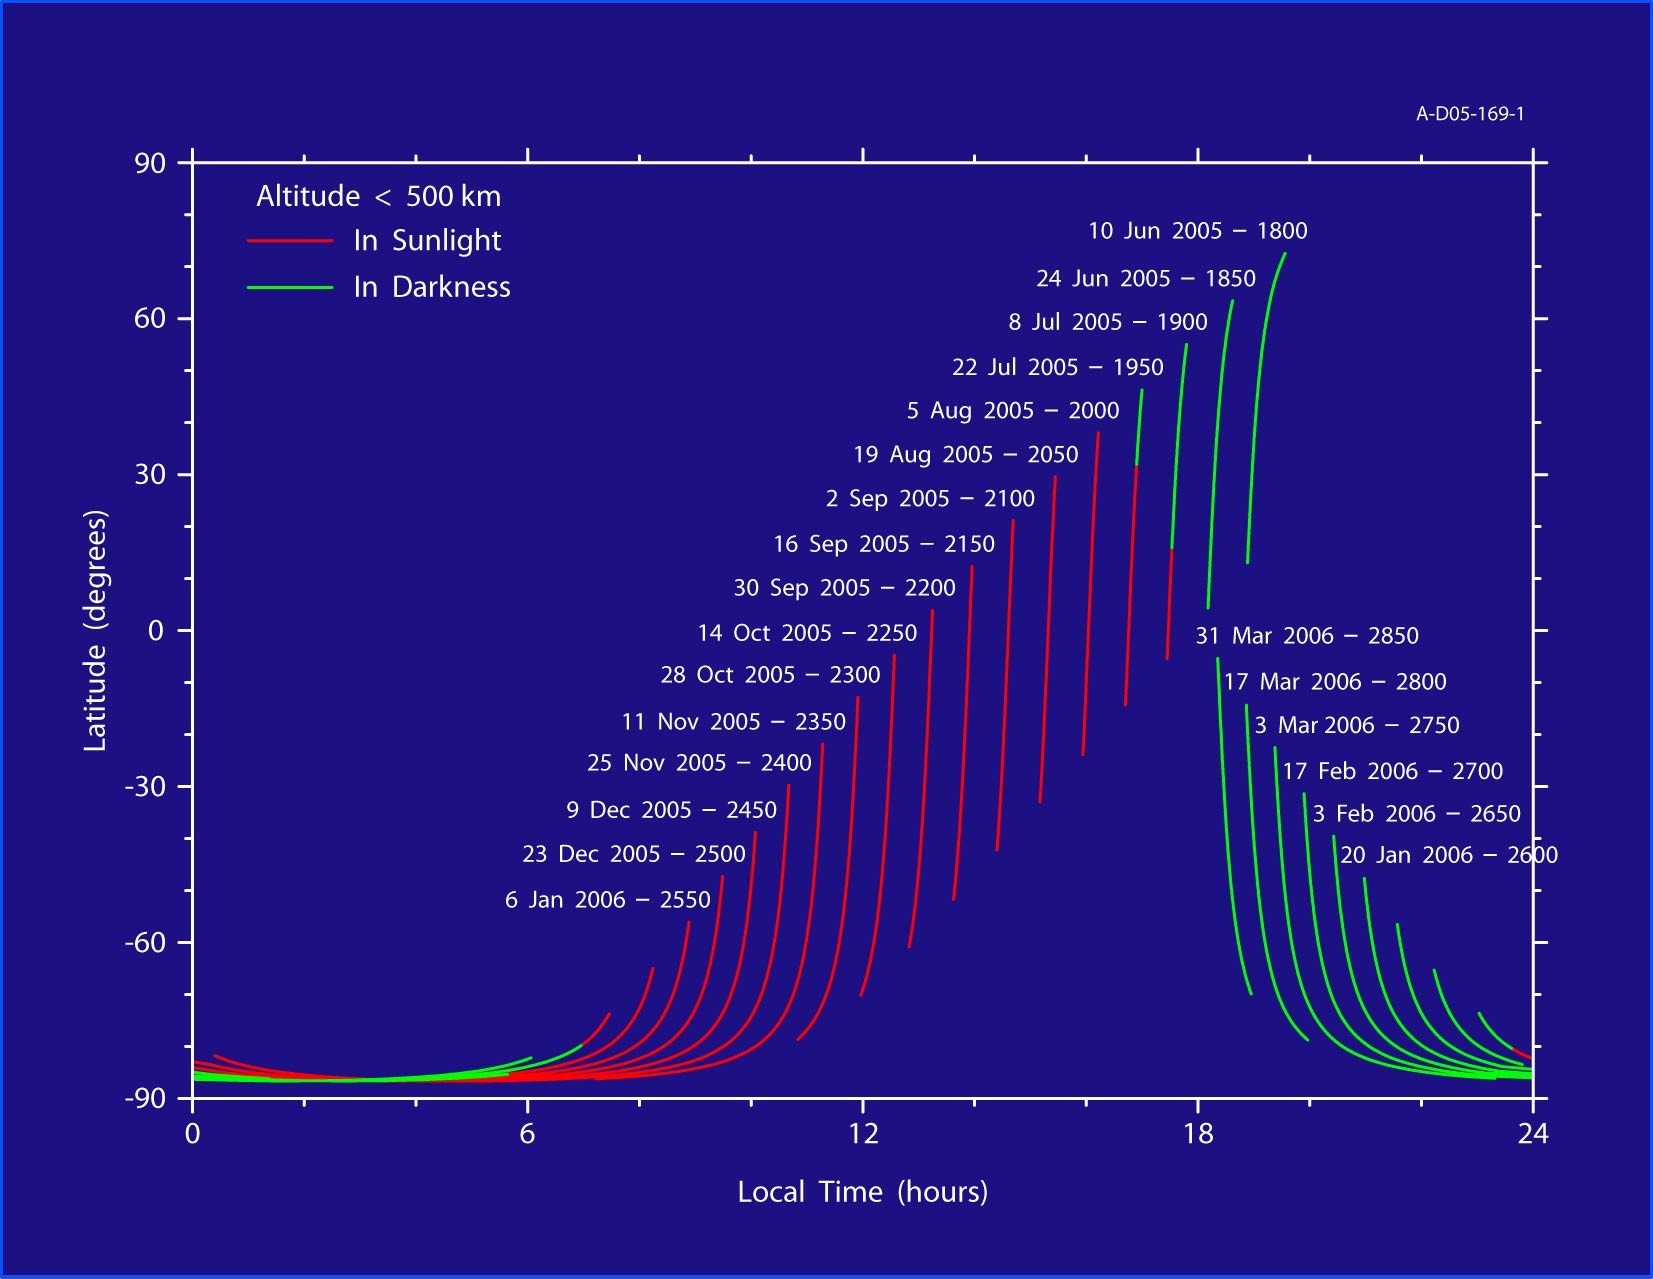 A-D05-169-1
Altitude < 500 km
In Sunlight
In Darkness
10 Jun 2005 – 1800
24 Jun 2005 – 1850
8 Jul 2005 – 1900
22 Jul 2005 – 1950
5 Aug 2005 – 2000
19 Aug 2005 – 2050
2 Sep 2005 – 2100
16 Sep 2005 – 2150
30 Sep 2005 – 2200
14 Oct 2005 – 2250
28 Oct 2005 – 2300
11 Nov 2005 – 2350
25 Nov 2005 – 2400
9 Dec 2005 – 2450
23 Dec 2005 – 2500
6 Jan 2006 – 2550
31 Mar 2006 – 2850
17 Mar 2006 – 2800
3 Mar 2006 – 2750
17 Feb 2006 – 2700
3 Feb 2006 – 2650
20 Jan 2006 – 2600
90
60
30
0
-30
-60
-90
Latitude (degrees)
0 6 12 18 24
Local Time (hours)